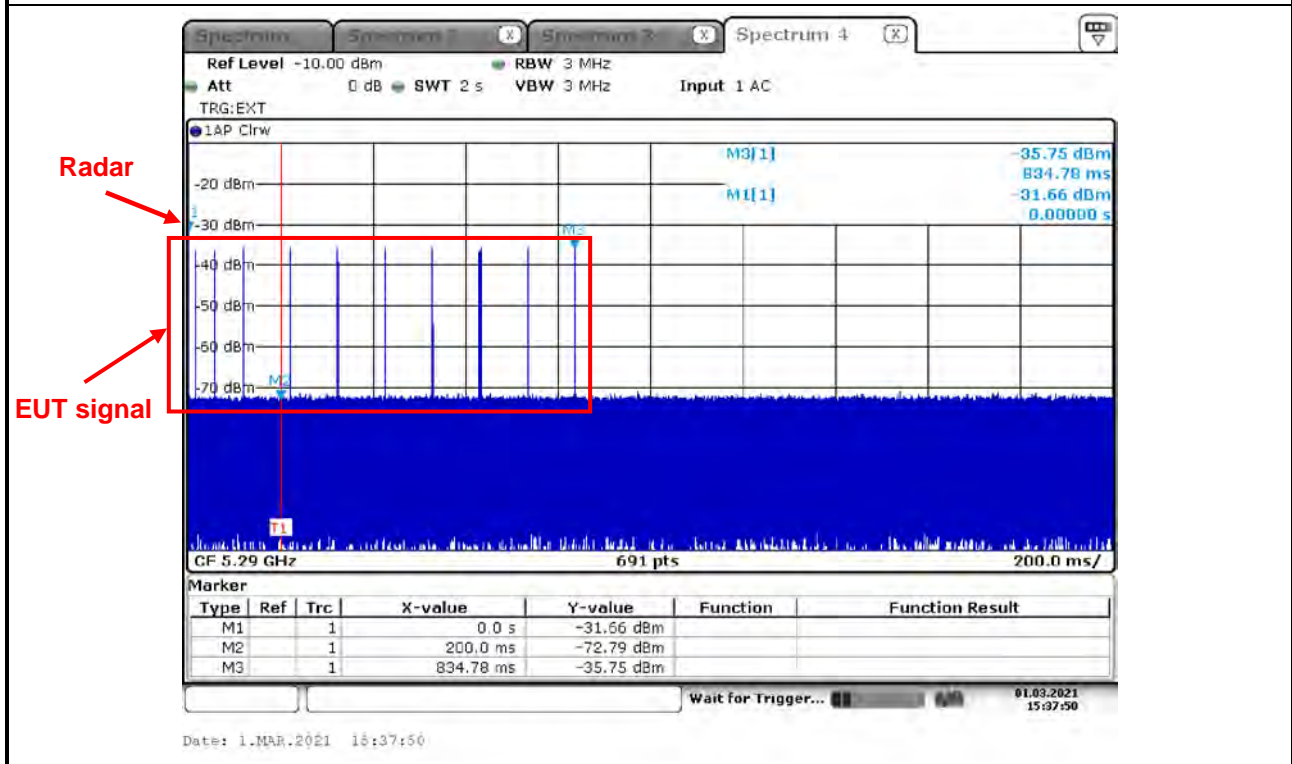 Spectrum 4
Ref Level -10.00 dBm RBW 3 MHz
Att 0 dB SWT 2 s VBW 3 MHz Input 1 AC
TRG:EXT
1AP Clrw
Radar
M3[1] -35.75 dBm
834.78 ms
-20 dBm
M1[1] -31.66 dBm
0.00000 s
-30 dBm
M3
-40 dBm
-50 dBm
-60 dBm
-70 dBm
M2
EUT signal
T1
CF 5.29 GHz 691 pts 200.0 ms/
Marker
Type Ref Trc X-value Y-value Function Function Result
M1 1 0.0 s -31.66 dBm
M2 1 200.0 ms -72.79 dBm
M3 1 834.78 ms -35.75 dBm
Wait for Trigger... 01.03.2021
15:37:50
Date: 1.MAR.2021 15:37:50